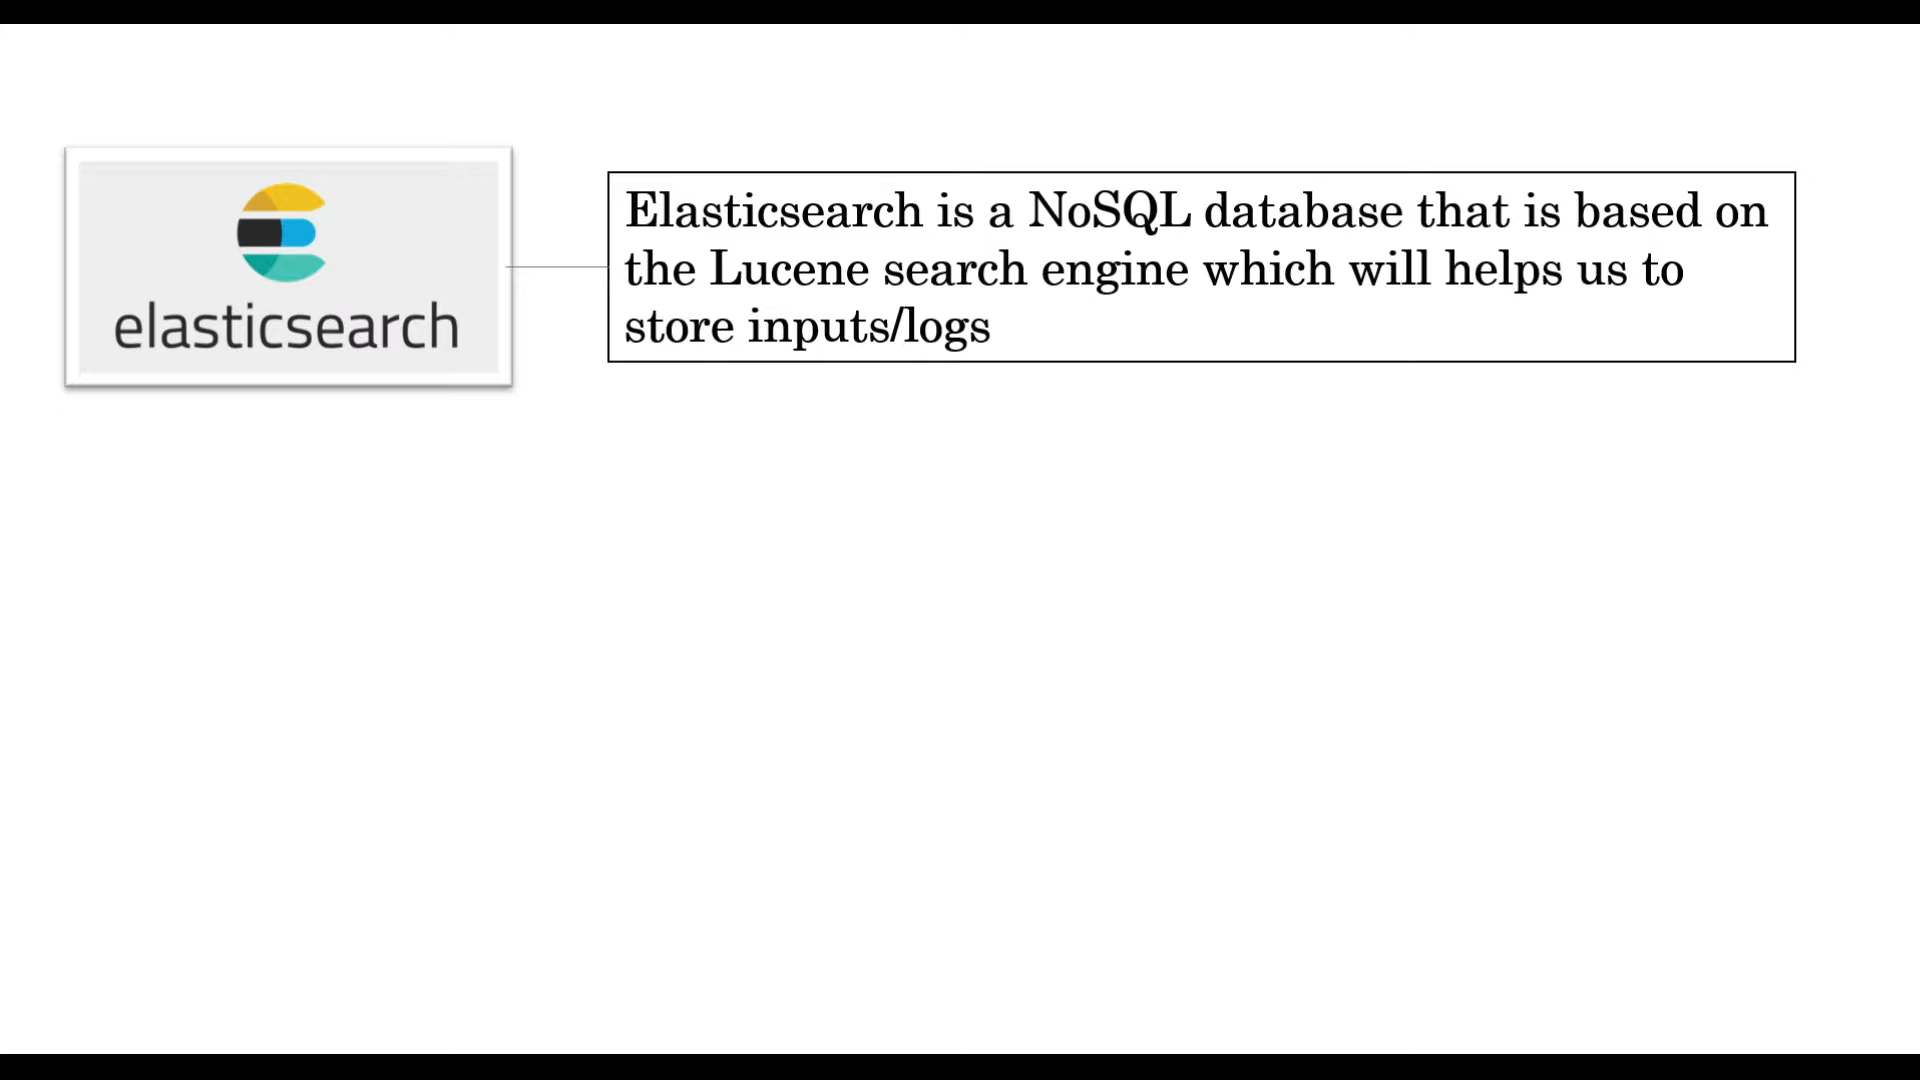 elasticsearch
Elasticsearch is a NoSQL database that is based on
the Lucene search engine which will helps us to
store inputs/logs